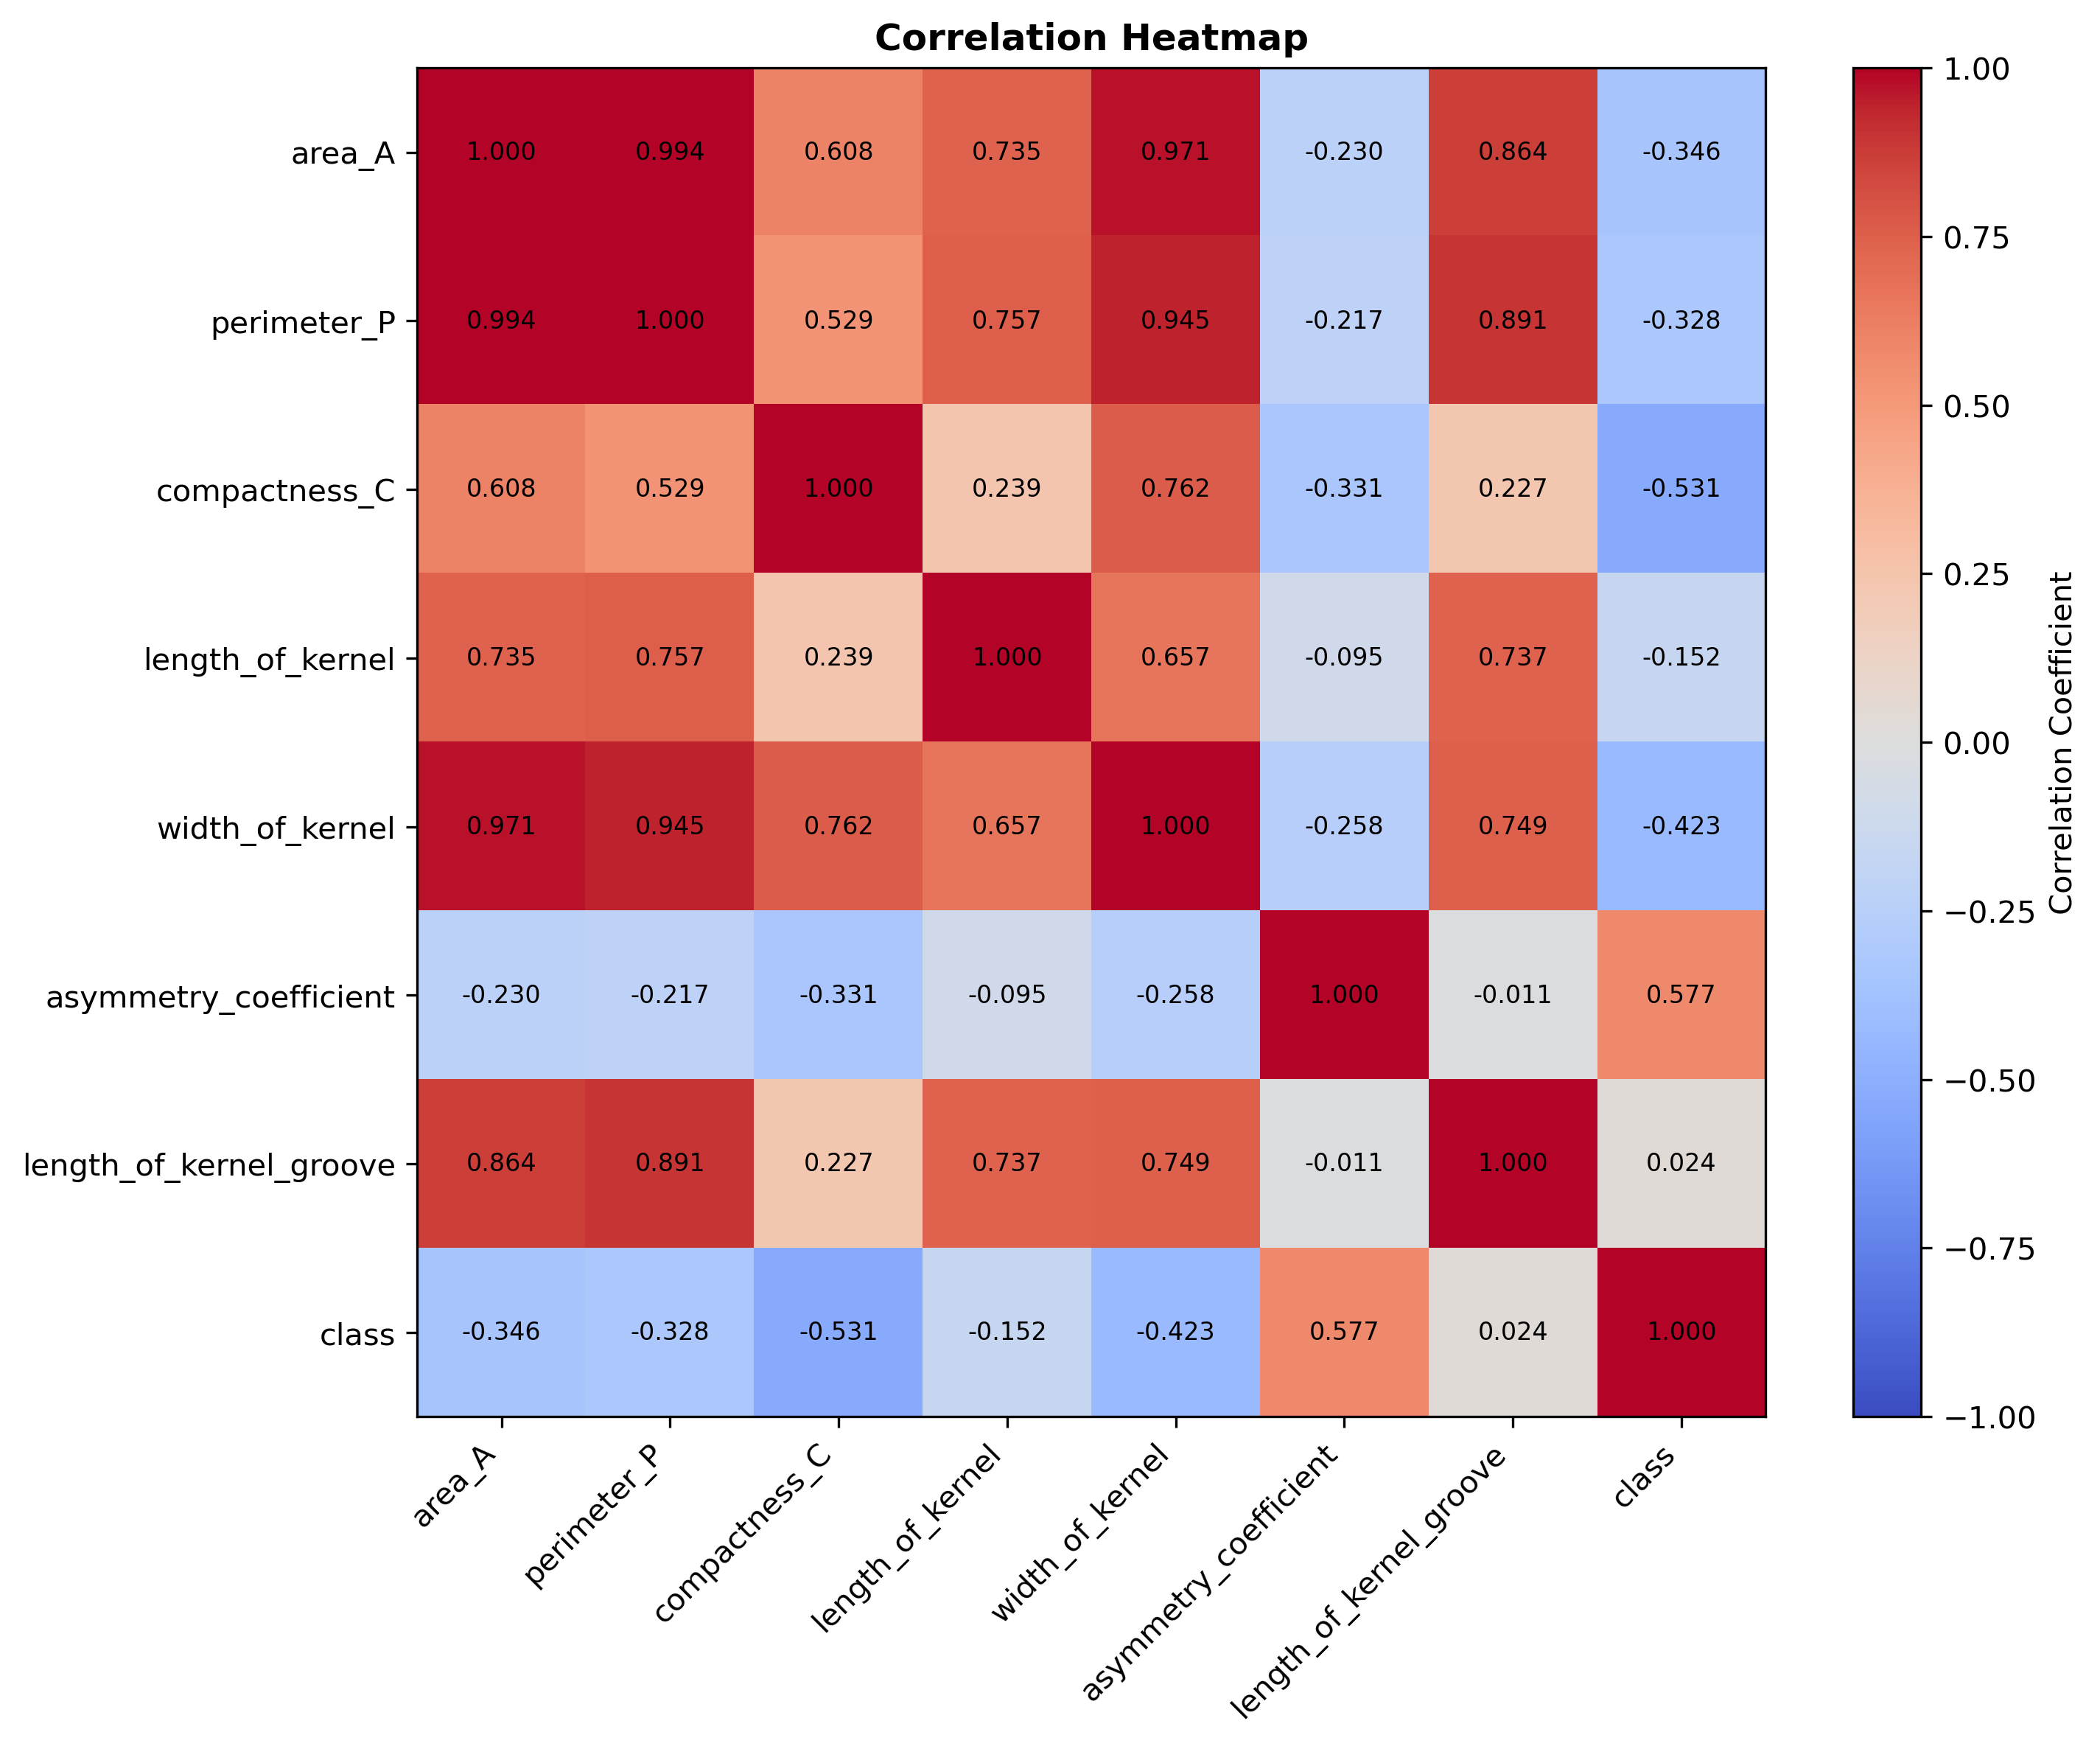 Correlation Heatmap
area_A 1.000 0.994 0.608 0.735 0.971 -0.230 0.864 -0.346
perimeter_P 0.994 1.000 0.529 0.757 0.945 -0.217 0.891 -0.328
compactness_C 0.608 0.529 1.000 0.239 0.762 -0.331 0.227 -0.531
length_of_kernel 0.735 0.757 0.239 1.000 0.657 -0.095 0.737 -0.152
width_of_kernel 0.971 0.945 0.762 0.657 1.000 -0.258 0.749 -0.423
asymmetry_coefficient -0.230 -0.217 -0.331 -0.095 -0.258 1.000 -0.011 0.577
length_of_kernel_groove 0.864 0.891 0.227 0.737 0.749 -0.011 1.000 0.024
class -0.346 -0.328 -0.531 -0.152 -0.423 0.577 0.024 1.000
area_A
perimeter_P
compactness_C
length_of_kernel
width_of_kernel
asymmetry_coefficient
length_of_kernel_groove
class
1.00
0.75
0.50
0.25
0.00
−0.25
−0.50
−0.75
−1.00
Correlation Coefficient